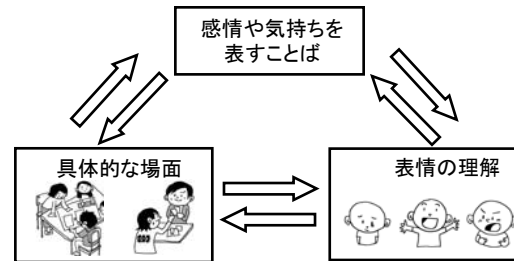 感情や気持ちを
表すことば
具体的な場面
表情の理解